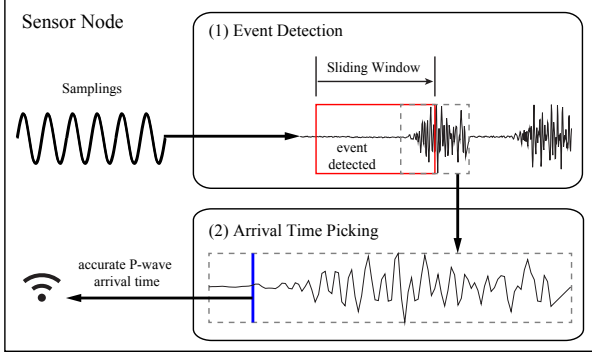 Sensor Node
(1) Event Detection
Sliding Window
Samplings
event
detected
(2) Arrival Time Picking
accurate P-wave
arrival time